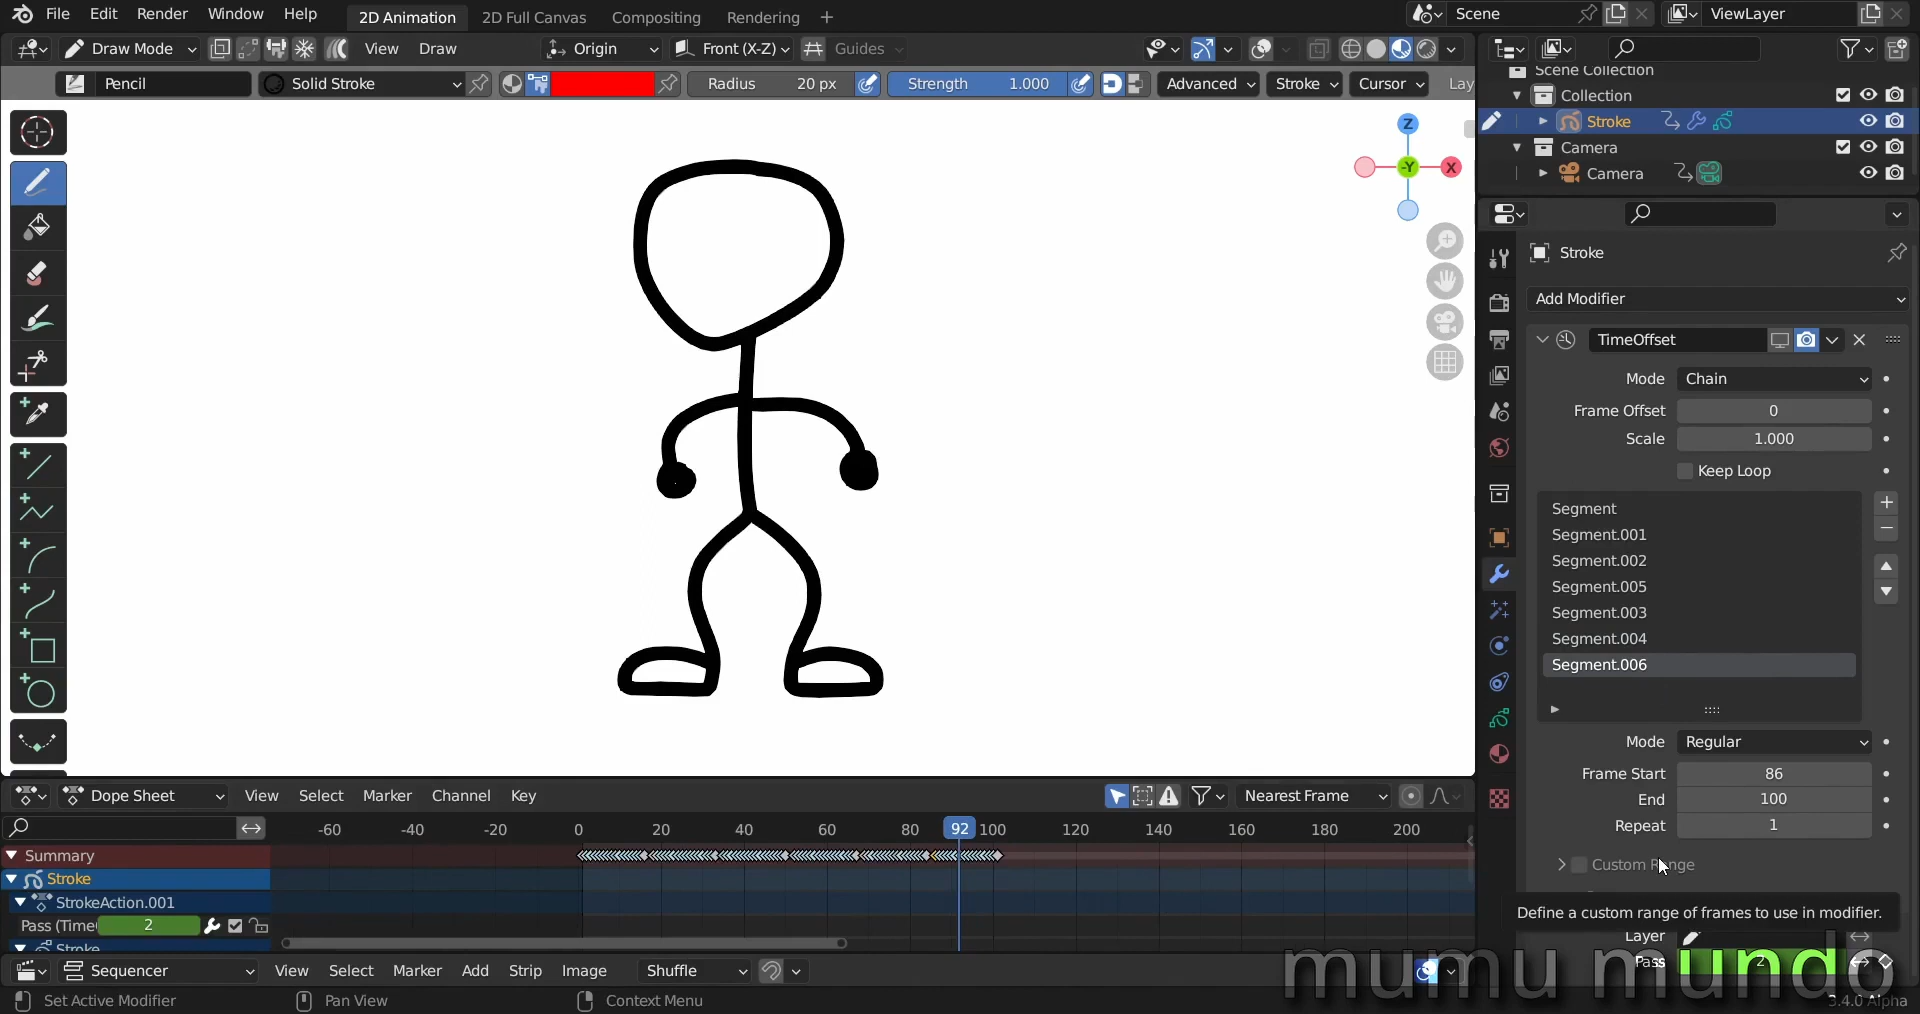 File Edit Render Window Help 2D Animation 2D Full Canvas Compositing Rendering + Scene ViewLayer
Draw Mode View Draw Origin Front (X-Z) Guides
Pencil Solid Stroke Radius 20 px Strength 1.000 Advanced Stroke Cursor Lay
Scene Collection
Collection
Stroke
Camera
Camera
Z
-Y X
Stroke
Add Modifier
TimeOffset
Mode Chain
Frame Offset 0
Scale 1.000
Keep Loop
Segment
Segment.001
Segment.002
Segment.005
Segment.003
Segment.004
Segment.006
Mode Regular
Frame Start 86
End 100
Repeat 1
Custom Range
Define a custom range of frames to use in modifier.
Layer
Pass 2
Dope Sheet View Select Marker Channel Key Nearest Frame
-60 -40 -20 0 20 40 60 80 92 100 120 140 160 180 200
Summary
Stroke
StrokeAction.001
Pass (Time 2
Stroke
Sequencer View Select Marker Add Strip Image Shuffle
mumu mundo
Set Active Modifier Pan View Context Menu 3.4.0 Alpha